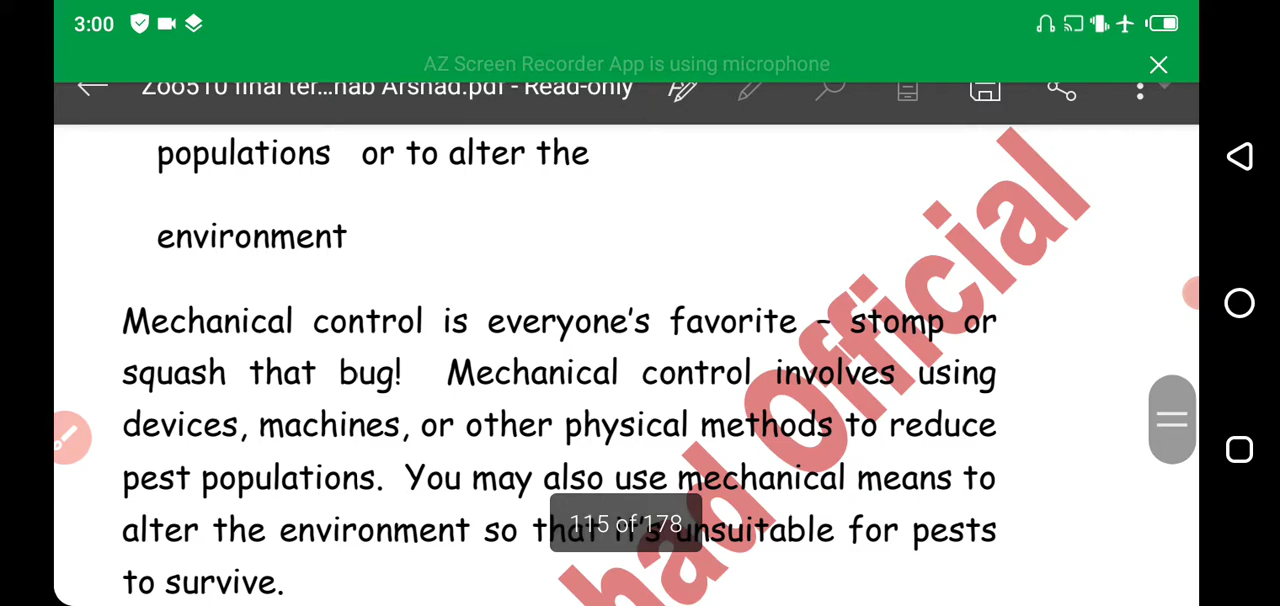 3:00
AZ Screen Recorder App is using microphone
Zoo510 final ter...nab Arshad.pdf - Read-only
populations or to alter the
environment
Mechanical control is everyone's favorite - stomp or
squash that bug! Mechanical control involves using
devices, machines, or other physical methods to reduce
pest populations. You may also use mechanical means to
alter the environment so that it's unsuitable for pests
to survive.
115 of 178
had Official